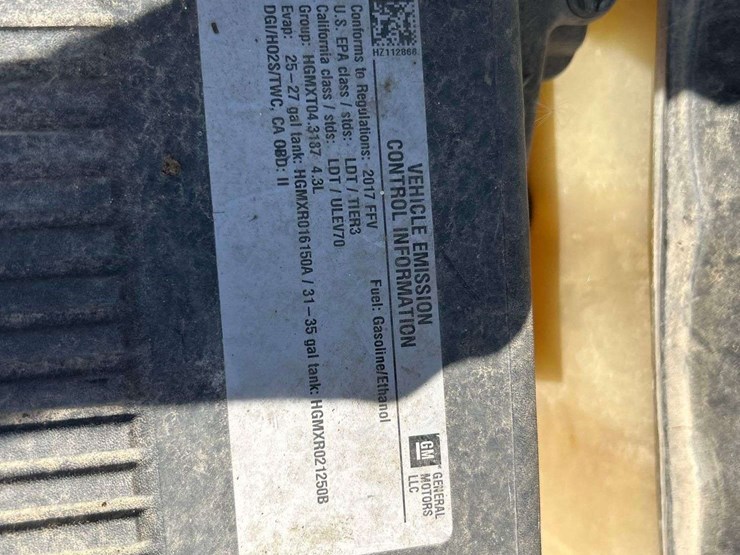 VEHICLE EMISSION
CONTROL INFORMATION
GM
GENERAL
MOTORS
LLC
HZ112866
Conforms to Regulations: 2017 FFV
Fuel: Gasoline/Ethanol
U.S. EPA class / stds: LDT / TIER3
California class / stds: LDT / ULEV70
Group: HGMXT04.3187 4.3L
Evap: 25-27 gal tank: HGMXR016150A / 31-35 gal tank: HGMXR021250B
DGI/HO2S/TWC, CA OBD: II